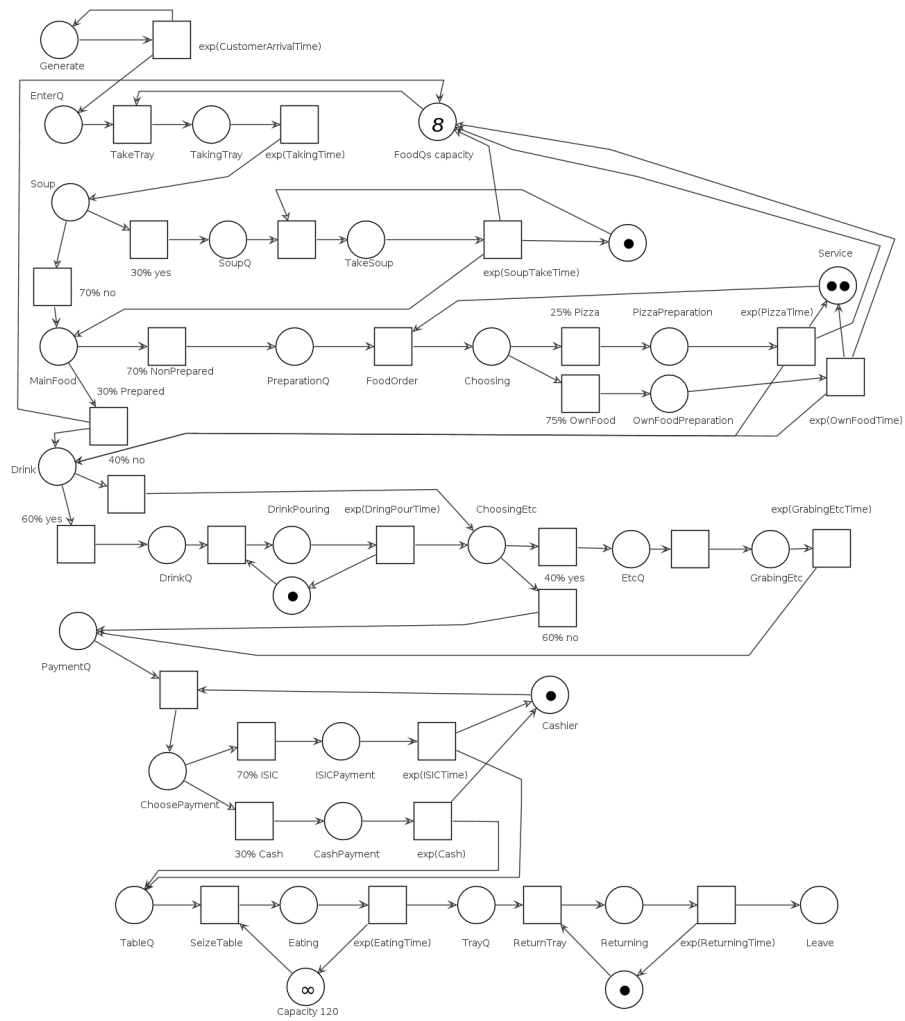 exp(CustomerArrivalTime)
Generate
EnterQ
8
TakeTray
TakingTray
exp(TakingTime)
FoodQs capacity
Soup
SoupQ
TakeSoup
30% yes
exp(SoupTakeTime)
Service
70% no
25% Pizza
PizzaPreparation
exp(PizzaTime)
MainFood
70% NonPrepared
PreparationQ
FoodOrder
Choosing
30% Prepared
75% OwnFood
OwnFoodPreparation
exp(OwnFoodTime)
40% no
Drink
60% yes
DrinkPouring
exp(DringPourTime)
ChoosingEtc
exp(GrabingEtcTime)
DrinkQ
40% yes
EtcQ
GrabingEtc
60% no
PaymentQ
Cashier
70% ISIC
ISICPayment
exp(ISICTime)
ChoosePayment
30% Cash
CashPayment
exp(Cash)
TableQ
SeizeTable
Eating
exp(EatingTime)
TrayQ
ReturnTray
Returning
exp(ReturningTime)
Leave
∞
Capacity 120